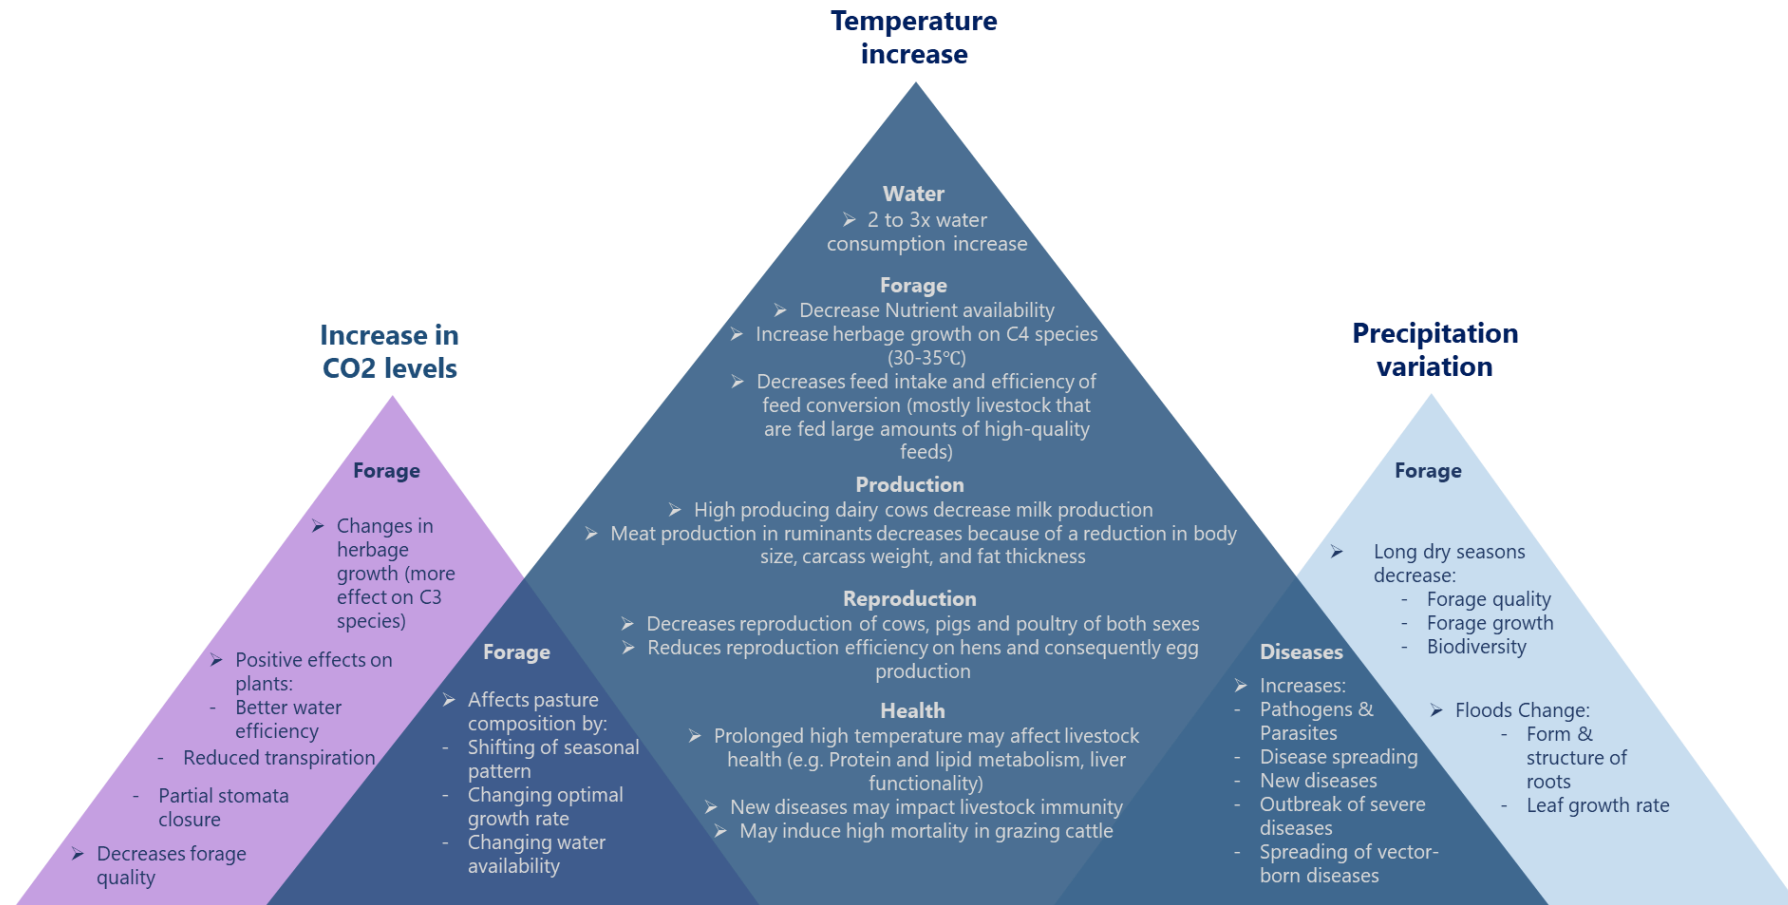 Temperature
increase
Water
➢ 2 to 3x water
consumption increase
Forage
➢ Decrease Nutrient availability
➢ Increase herbage growth on C4 species
(30-35℃)
➢ Decreases feed intake and efficiency of
feed conversion (mostly livestock that
are fed large amounts of high-quality
feeds)
Production
➢ High producing dairy cows decrease milk production
➢ Meat production in ruminants decreases because of a reduction in body
size, carcass weight, and fat thickness
Reproduction
➢ Decreases reproduction of cows, pigs and poultry of both sexes
➢ Reduces reproduction efficiency on hens and consequently egg
production
Health
➢ Prolonged high temperature may affect livestock
health (e.g. Protein and lipid metabolism, liver
functionality)
➢ New diseases may impact livestock immunity
➢ May induce high mortality in grazing cattle
Increase in
CO2 levels
Forage
➢ Changes in
herbage
growth (more
effect on C3
species)
➢ Positive effects on
plants:
- Better water
efficiency
- Reduced transpiration
- Partial stomata
closure
➢ Decreases forage
quality
Forage
➢ Affects pasture
composition by:
- Shifting of seasonal
pattern
- Changing optimal
growth rate
- Changing water
availability
Diseases
➢ Increases:
- Pathogens &
Parasites
- Disease spreading
- New diseases
- Outbreak of severe
diseases
- Spreading of vector-
born diseases
Precipitation
variation
Forage
➢ Long dry seasons
decrease:
- Forage quality
- Forage growth
- Biodiversity
➢ Floods Change:
- Form &
structure of
roots
- Leaf growth rate